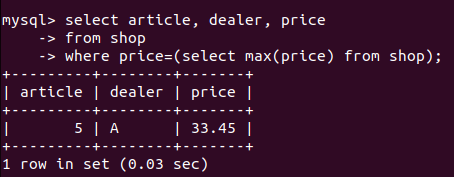 mysql> select article, dealer, price
    -> from shop
    -> where price=(select max(price) from shop);
+---------+--------+-------+
| article | dealer | price |
+---------+--------+-------+
|       5 | A      | 33.45 |
+---------+--------+-------+
1 row in set (0.03 sec)